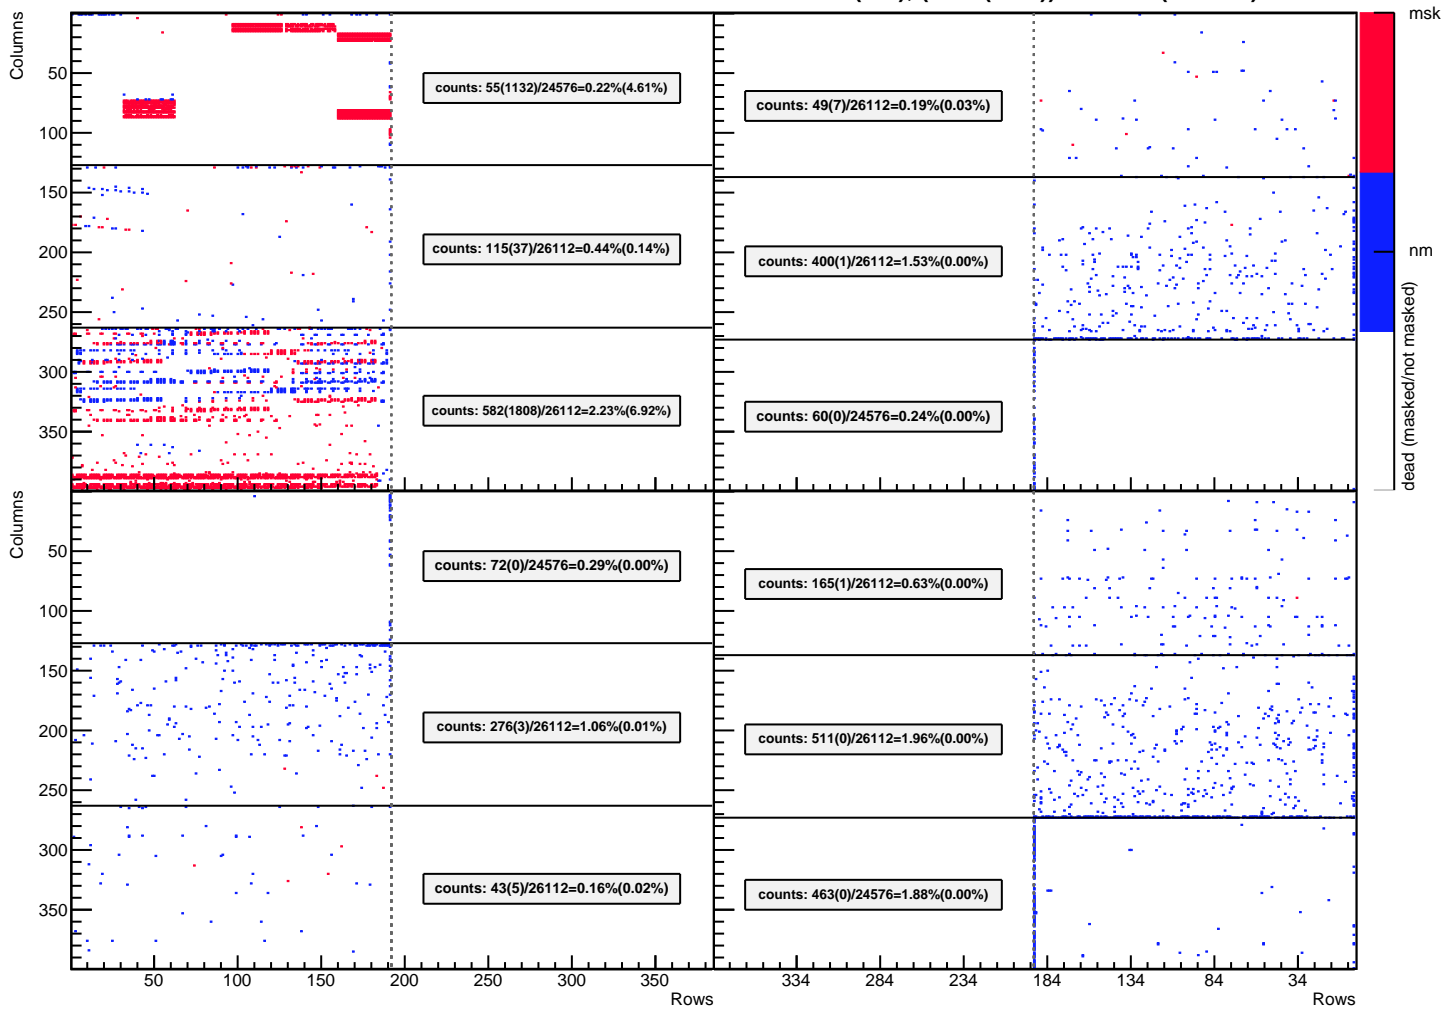 msk
Columns
50
counts: 55(1132)/24576=0.22%(4.61%)
counts: 49(7)/26112=0.19%(0.03%)
100
150
200
counts: 115(37)/26112=0.44%(0.14%)
counts: 400(1)/26112=1.53%(0.00%)
nm
250
300
counts: 582(1808)/26112=2.23%(6.92%)
counts: 60(0)/24576=0.24%(0.00%)
350
dead (masked/not masked)
Columns
50
counts: 72(0)/24576=0.29%(0.00%)
counts: 165(1)/26112=0.63%(0.00%)
100
150
200
counts: 276(3)/26112=1.06%(0.01%)
counts: 511(0)/26112=1.96%(0.00%)
250
300
counts: 43(5)/26112=0.16%(0.02%)
counts: 463(0)/24576=1.88%(0.00%)
350
50 100 150 200 250 300 350
334 284 234 184 134 84 34
Rows
Rows